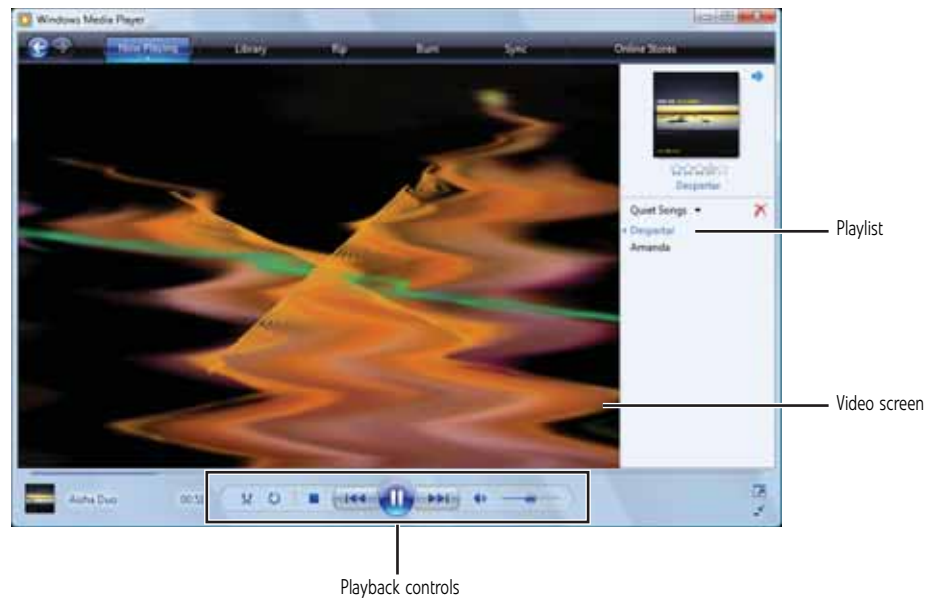 Windows Media Player
Now Playing
Library
Rip
Burn
Sync
Online Stores
Despertar
Quiet Songs
Despertar
Amanda
Playlist
Video screen
Aloha Duo
Playback controls